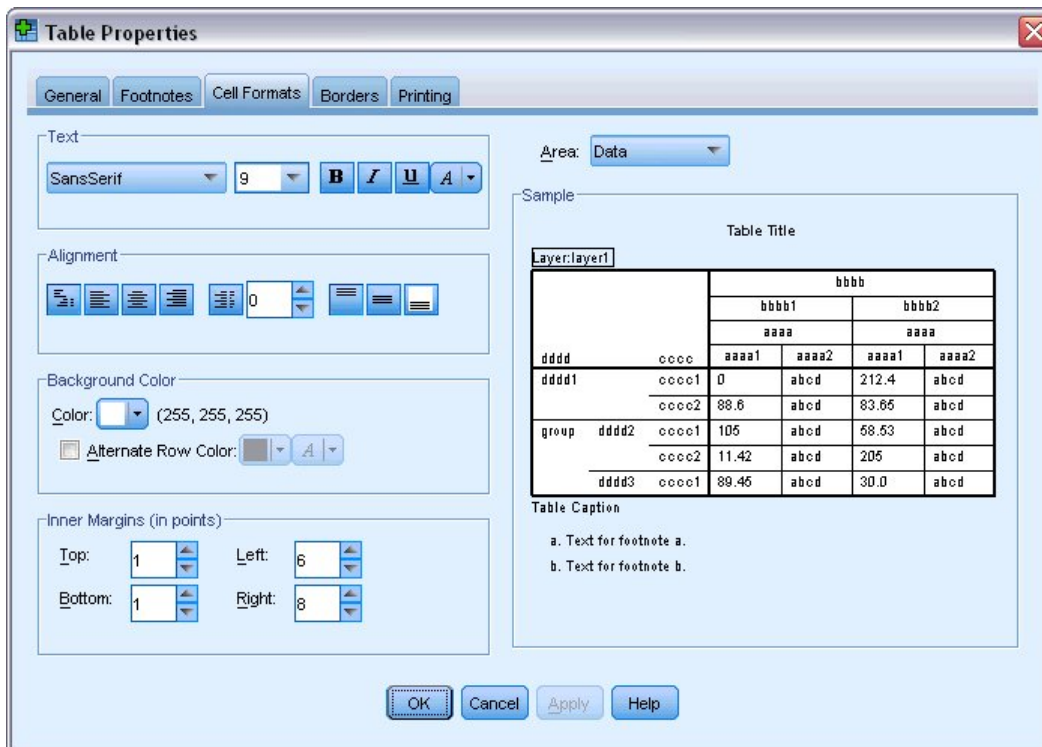 Table Properties
General Footnotes Cell Formats Borders Printing
Text
SansSerif 9 B I U A
Alignment
0
Background Color
Color: (255, 255, 255)
Alternate Row Color: A
Inner Margins (in points)
Top: 1 Left: 6
Bottom: 1 Right: 8
Area: Data
Sample
Table Title
Layer:layer1
bbbb
bbbb1 bbbb2
aaaa aaaa
dddd cccc aaaa1 aaaa2 aaaa1 aaaa2
dddd1 cccc1 0 abcd 212.4 abcd
cccc2 88.6 abcd 83.65 abcd
group dddd2 cccc1 105 abcd 58.53 abcd
cccc2 11.42 abcd 205 abcd
dddd3 cccc1 89.45 abcd 30.0 abcd
Table Caption
a. Text for footnote a.
b. Text for footnote b.
OK Cancel Apply Help